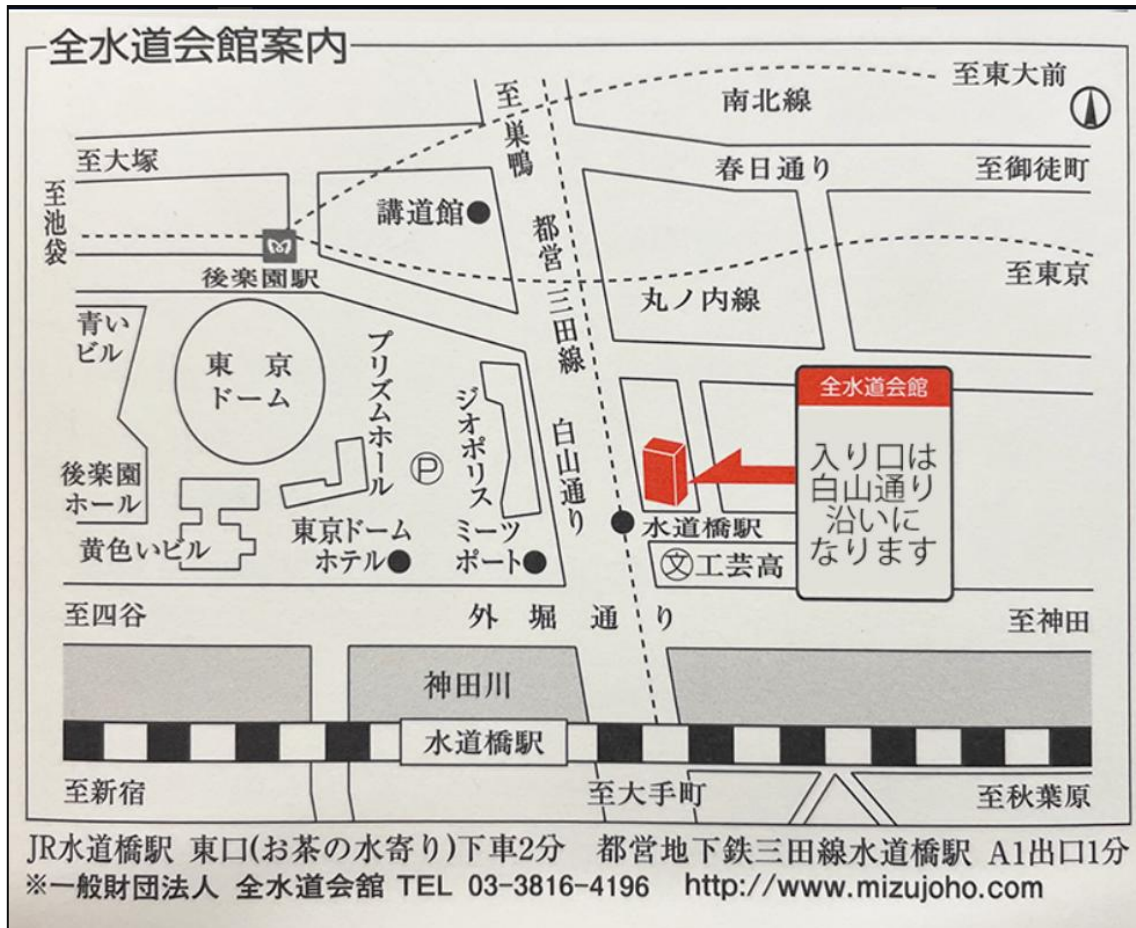 全水道会館案内
至東大前
南北線
至巣鴨
至大塚
春日通り
至御徒町
至池袋
講道館
都営三田線
後楽園駅
至東京
丸ノ内線
青い
ビル
東京
ドーム
プリズムホール
ジオポリス
白山通り
全水道会館
入り口は
白山通り
沿いに
なります
後楽園
ホール
P
水道橋駅
黄色いビル
東京ドーム
ホテル
ミーツ
ポート
文工芸高
至四谷
外堀通り
至神田
神田川
水道橋駅
至新宿
至大手町
至秋葉原
JR水道橋駅 東口(お茶の水寄り)下車2分 都営地下鉄三田線水道橋駅 A1出口1分
※一般財団法人 全水道会舘 TEL 03-3816-4196 http://www.mizujoho.com